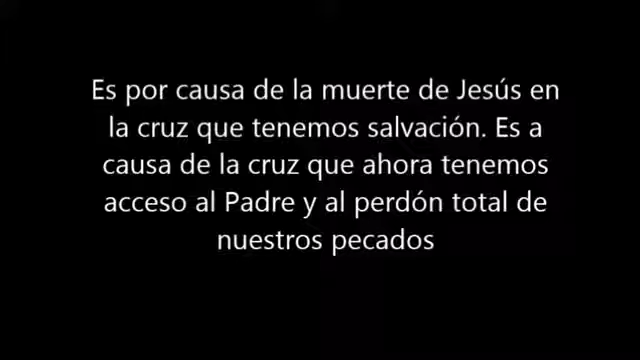 Es por causa de la muerte de Jesús en
la cruz que tenemos salvación. Es a
causa de la cruz que ahora tenemos
acceso al Padre y al perdón total de
nuestros pecados